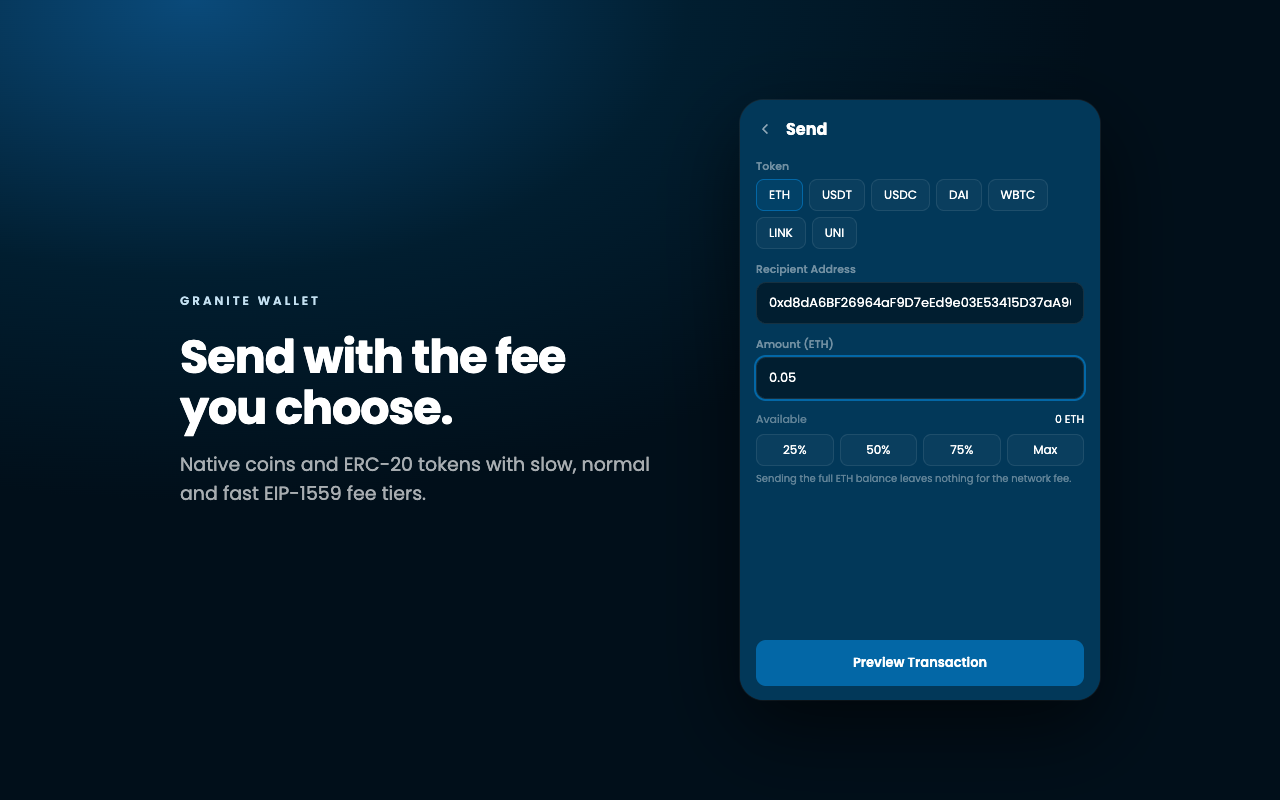 GRANITE WALLET
Send with the fee
you choose.
Native coins and ERC-20 tokens with slow, normal
and fast EIP-1559 fee tiers.
Send
Token
ETH USDT USDC DAI WBTC
LINK UNI
Recipient Address
0xd8dA6BF26964aF9D7eEd9e03E53415D37aA9
Amount (ETH)
0.05
Available 0 ETH
25% 50% 75% Max
Sending the full ETH balance leaves nothing for the network fee.
Preview Transaction